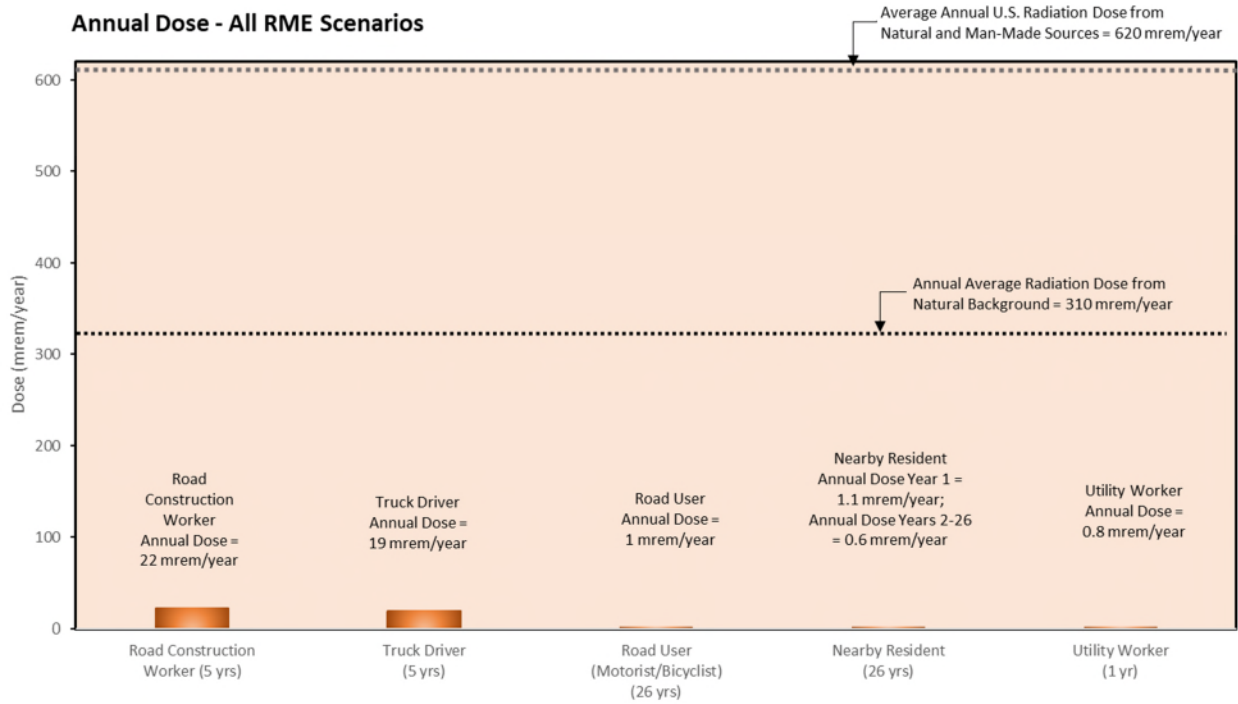 Annual Dose - All RME Scenarios
Average Annual U.S. Radiation Dose from
Natural and Man-Made Sources = 620 mrem/year
Dose (mrem/year)
600
500
400
300
200
100
0
Annual Average Radiation Dose from
Natural Background = 310 mrem/year
Road
Construction
Worker
Annual Dose =
22 mrem/year
Truck Driver
Annual Dose =
19 mrem/year
Road User
Annual Dose =
1 mrem/year
Nearby Resident
Annual Dose Year 1 =
1.1 mrem/year;
Annual Dose Years 2-26
= 0.6 mrem/year
Utility Worker
Annual Dose =
0.8 mrem/year
Road Construction
Worker (5 yrs)
Truck Driver
(5 yrs)
Road User
(Motorist/Bicyclist)
(26 yrs)
Nearby Resident
(26 yrs)
Utility Worker
(1 yr)